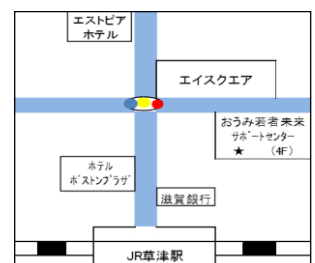 エストピア
ホテル
エイスクエア
おうみ若者未来
サポートセンター
★ (4F)
ホテル
ボストンプラザ
滋賀銀行
JR草津駅